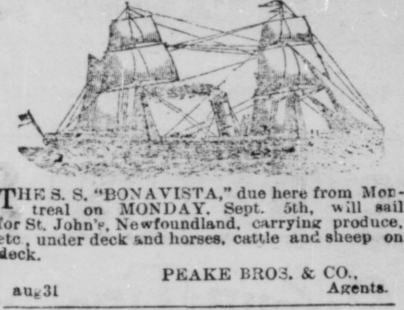 THE S. S. "BONAVISTA," due here from Mon-
treal on MONDAY, Sept. 5th, will sail
for St. John's, Newfoundland, carrying produce,
etc., under deck and horses, cattle and sheep on
deck.
PEAKE BROS. & CO.,
aug31 Agents.